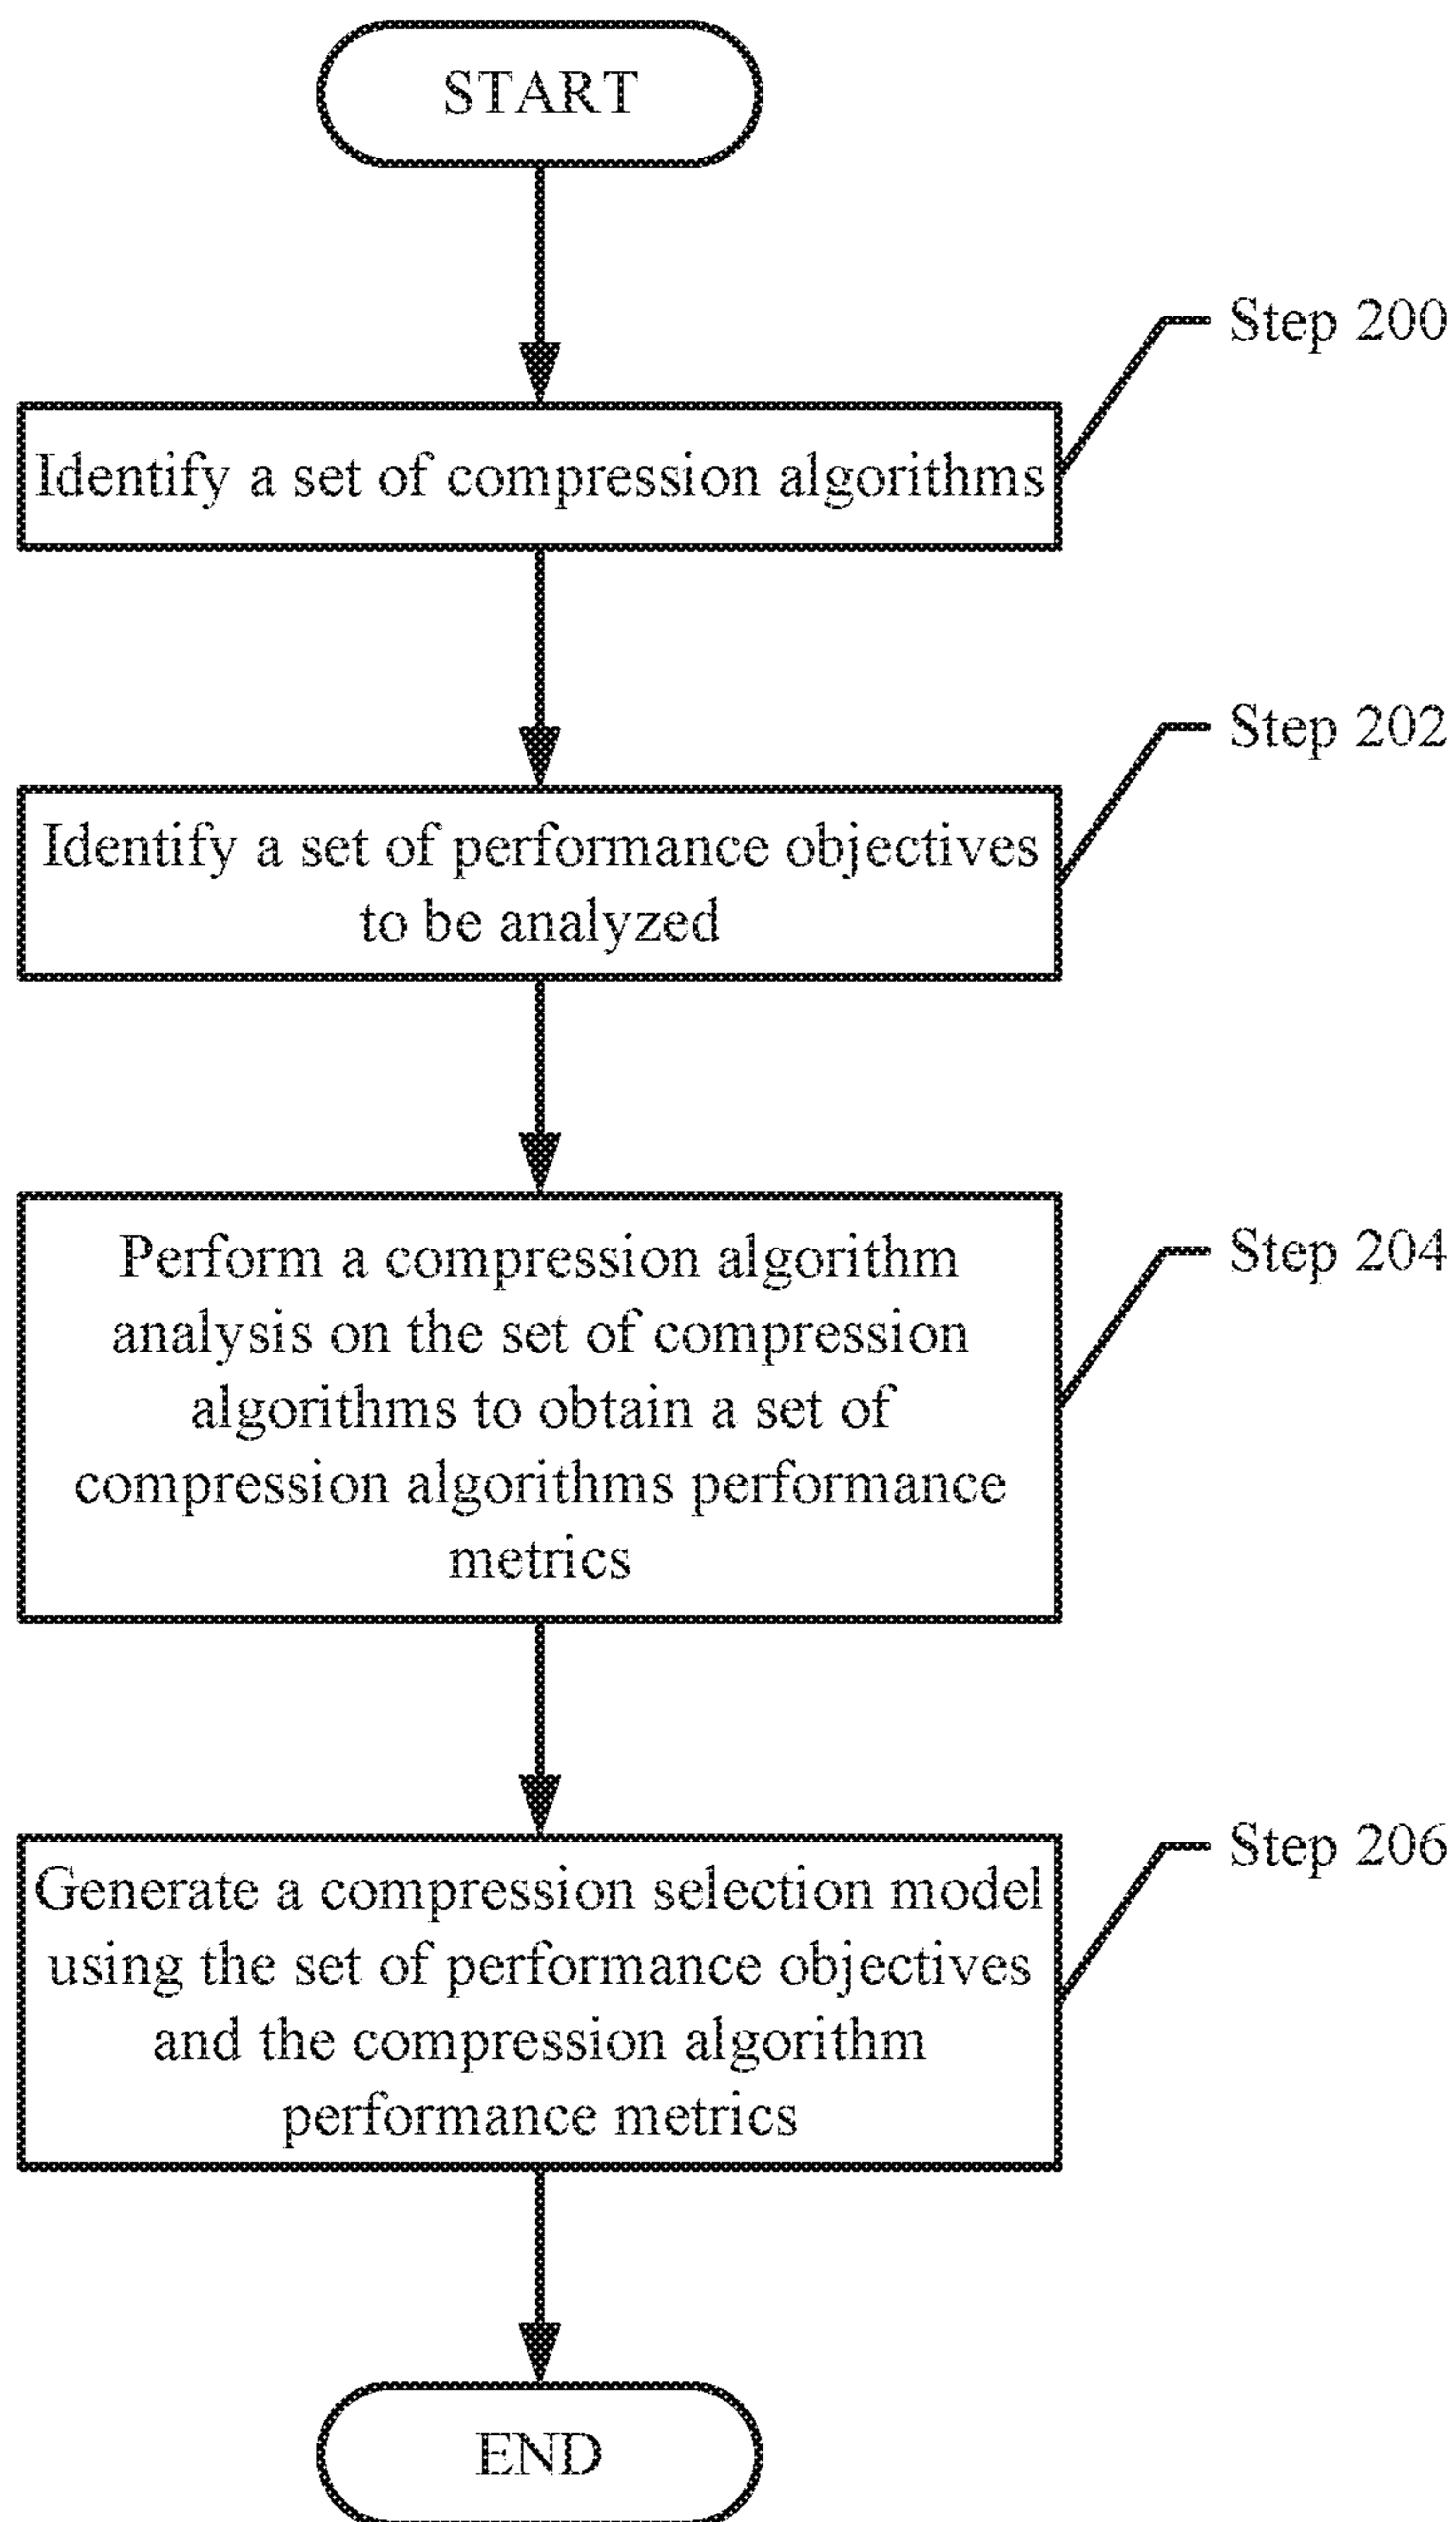 START
Step 200
Identify a set of compression algorithms
Step 202
Identify a set of performance objectives
to be analyzed
Step 204
Perform a compression algorithm
analysis on the set of compression
algorithms to obtain a set of
compression algorithms performance
metrics
Step 206
Generate a compression selection model
using the set of performance objectives
and the compression algorithm
performance metrics
END